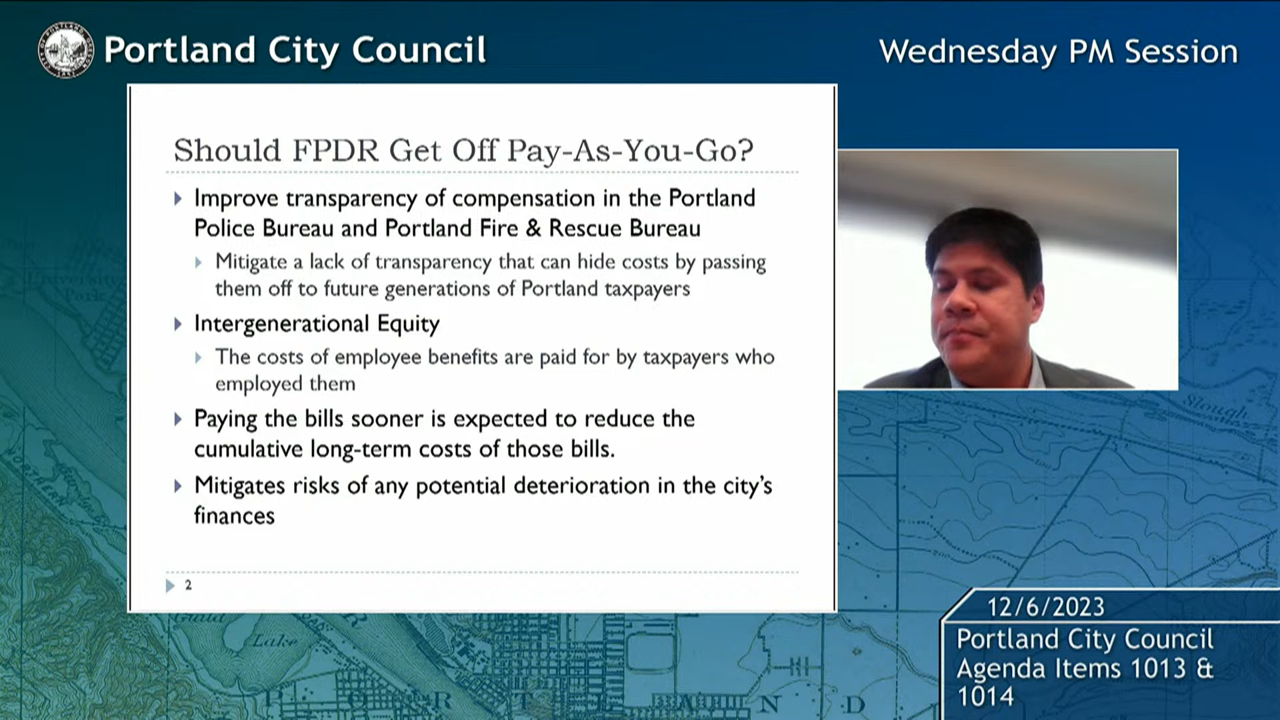 Portland City Council
Wednesday PM Session
Should FPDR Get Off Pay-As-You-Go?
Improve transparency of compensation in the Portland
Police Bureau and Portland Fire & Rescue Bureau
Mitigate a lack of transparency that can hide costs by passing
them off to future generations of Portland taxpayers
Intergenerational Equity
The costs of employee benefits are paid for by taxpayers who
employed them
Paying the bills sooner is expected to reduce the
cumulative long-term costs of those bills.
Mitigates risks of any potential deterioration in the city's
finances
2
Slough
Guild
Lake
12/6/2023
Portland City Council
Agenda Items 1013 &
1014